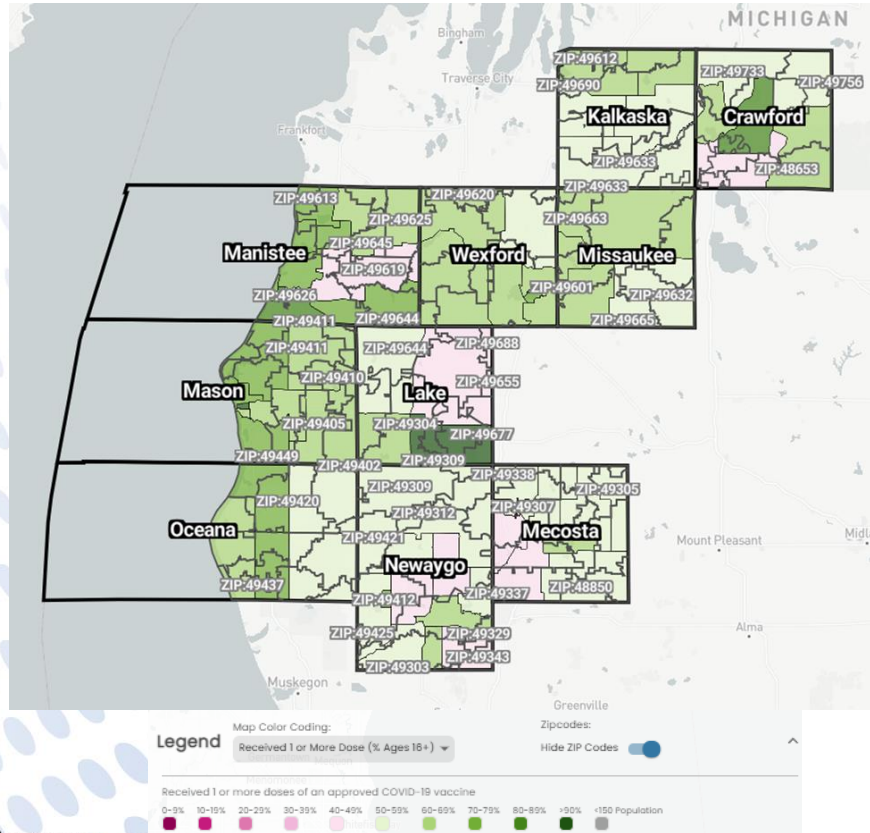 MICHIGAN
Bingham
ZIP:49612
Traverse City
ZIP:49733
ZIP:49756
ZIP:49690
Kalkaska
Crawford
Frankfort
ZIP:49633
ZIP:48653
ZIP:49633
ZIP:49613
ZIP:49620
ZIP:49625
ZIP:49663
ZIP:49645
Manistee
Wexford
Missaukee
ZIP:49619
ZIP:49601
ZIP:49626
ZIP:49632
ZIP:49411
ZIP:49644
ZIP:49665
ZIP:49411
ZIP:49644
ZIP:49688
ZIP:49410
ZIP:49655
Mason
Lake
ZIP:49405
ZIP:49304
ZIP:49677
ZIP:49449
ZIP:49402
ZIP:49309
ZIP:49338
ZIP:49309
ZIP:49305
ZIP:49420
ZIP:49307
ZIP:49312
Oceana
Mecosta
ZIP:49421
Mount Pleasant
Midl
Newaygo
ZIP:49437
ZIP:48850
ZIP:49412
ZIP:49337
ZIP:49425
ZIP:49329
Alma
ZIP:49343
ZIP:49303
Muskegon
Greenville
Legend
Map Color Coding:
Received 1 or More Dose (% Ages 16+)
Zipcodes:
Hide ZIP Codes
Received 1 or more doses of an approved COVID-19 vaccine
0-9% 10-19% 20-29% 30-39% 40-49% 50-59% 60-69% 70-79% 80-89% >90% <150 Population